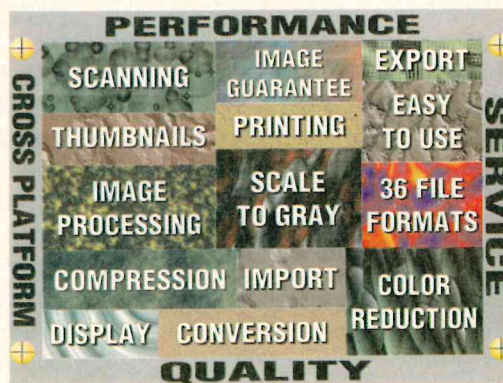 PERFORMANCE
SCANNING
IMAGE
GUARANTEE
EXPORT
THUMBNAILS
PRINTING
EASY
TO USE
IMAGE
PROCESSING
SCALE
TO GRAY
36 FILE
FORMATS
COMPRESSION
IMPORT
COLOR
REDUCTION
DISPLAY
CONVERSION
CROSS PLATFORM
SERVICE
QUALITY